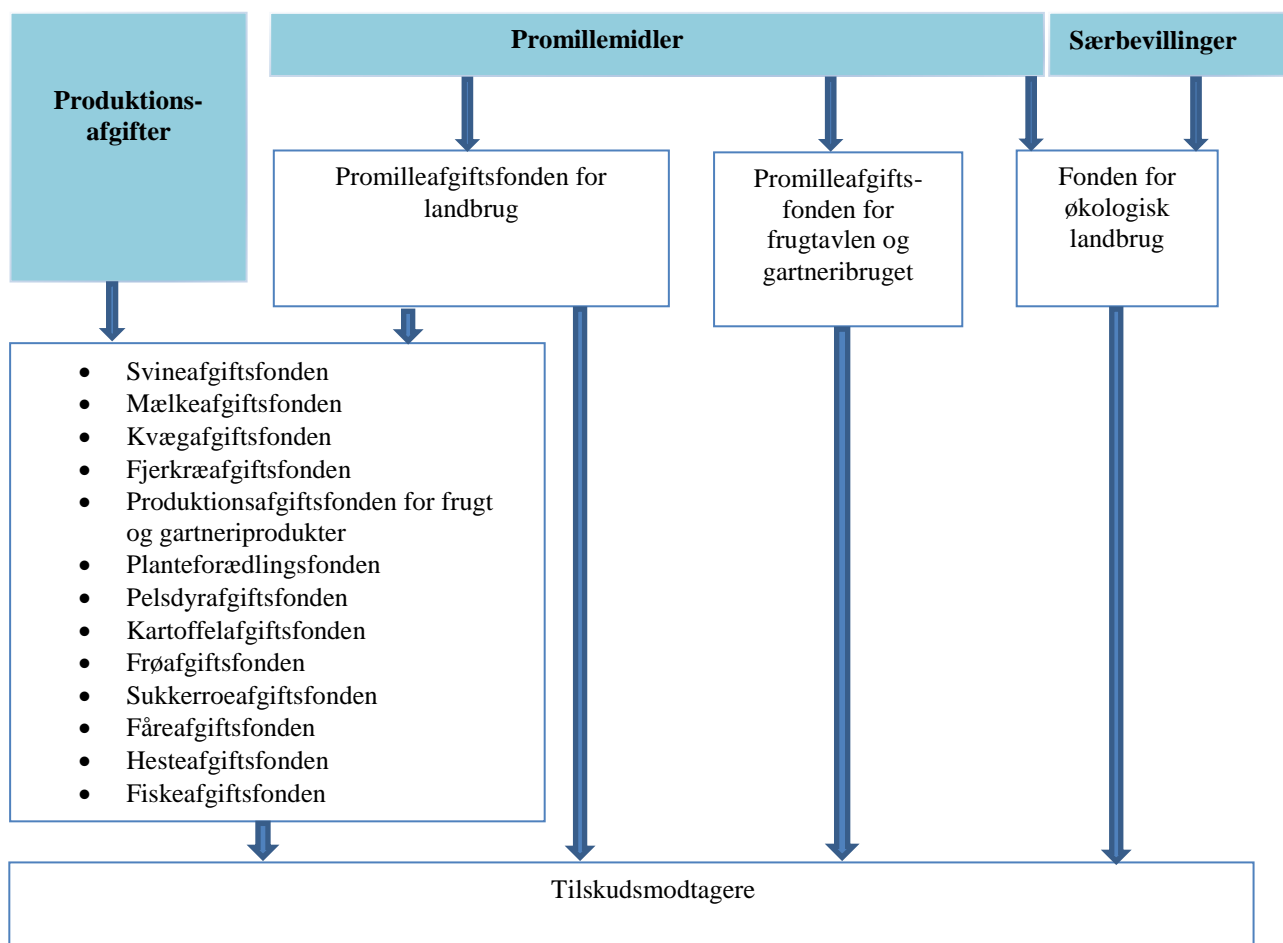 Produktions-
afgifter
Promillemidler
Særbevillinger
Promilleafgiftsfonden for
landbrug
Promilleafgifts-
fonden for
frugtavlen og
gartneribruget
Fonden for
økologisk
landbrug
• Svineafgiftsfonden
• Mælkeafgiftsfonden
• Kvægafgiftsfonden
• Fjerkræafgiftsfonden
• Produktionsafgiftsfonden for frugt
og gartneriprodukter
• Planteforædlingsfonden
• Pelsdyrafgiftsfonden
• Kartoffelafgiftsfonden
• Frøafgiftsfonden
• Sukkerroeafgiftsfonden
• Fåreafgiftsfonden
• Hesteafgiftsfonden
• Fiskeafgiftsfonden
Tilskudsmodtagere